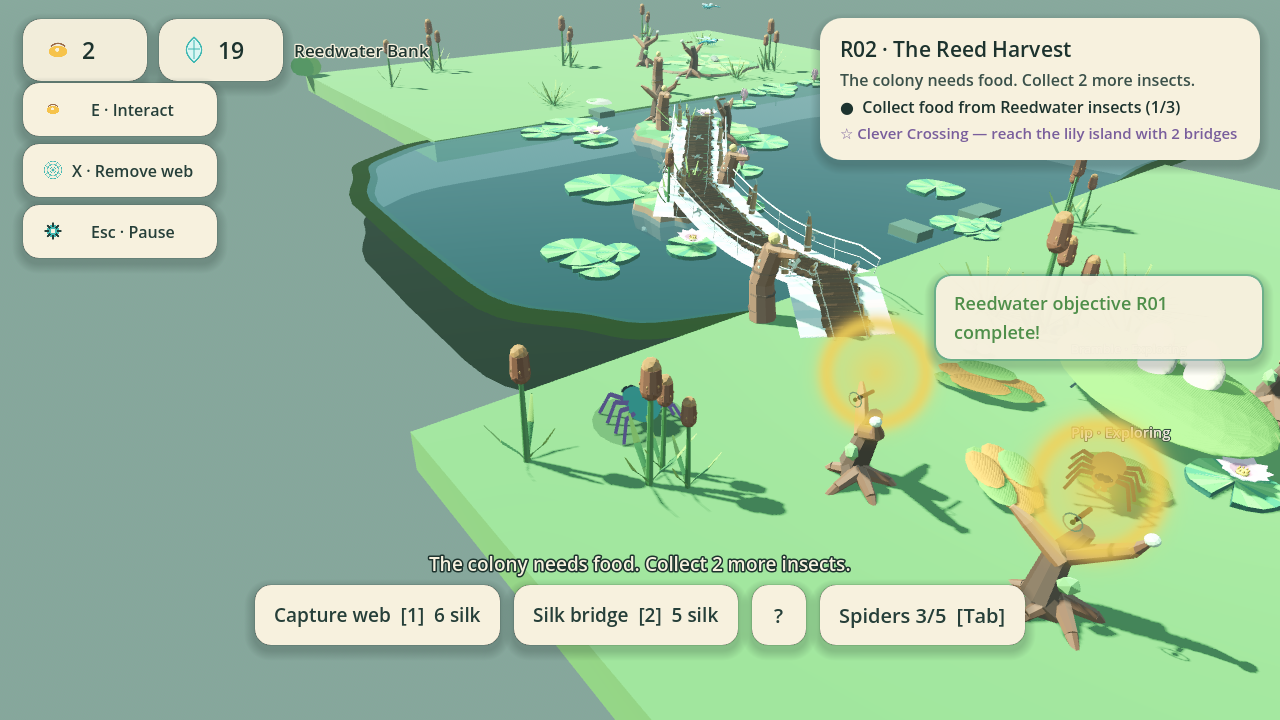 2
19
Reedwater Bank
E · Interact
X · Remove web
Esc · Pause
R02 · The Reed Harvest
The colony needs food. Collect 2 more insects.
● Collect food from Reedwater insects (1/3)
☆ Clever Crossing — reach the lily island with 2 bridges
Reedwater objective R01
complete!
Pip · Exploring
The colony needs food. Collect 2 more insects.
Capture web [1] 6 silk
Silk bridge [2] 5 silk
?
Spiders 3/5 [Tab]